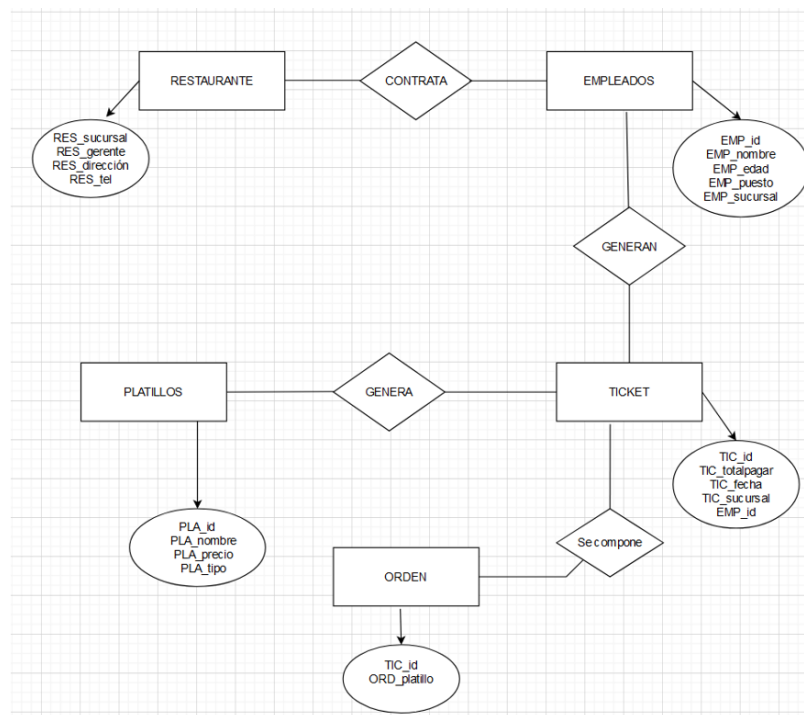 RESTAURANTE
CONTRATA
EMPLEADOS
RES_sucursal
RES_gerente
RES_dirección
RES_tel
EMP_id
EMP_nombre
EMP_edad
EMP_puesto
EMP_sucursal
GENERAN
PLATILLOS
GENERA
TICKET
TIC_id
TIC_totalpagar
TIC_fecha
TIC_sucursal
EMP_id
PLA_id
PLA_nombre
PLA_precio
PLA_tipo
Se compone
ORDEN
TIC_id
ORD_platillo